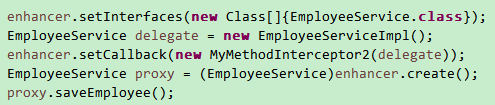 enhancer.setInterfaces(new Class[]{EmployeeService.class});
EmployeeService delegate = new EmployeeServiceImpl();
enhancer.setCallback(new MyMethodInterceptor2(delegate));
EmployeeService proxy = (EmployeeService)enhancer.create();
proxy.saveEmployee();